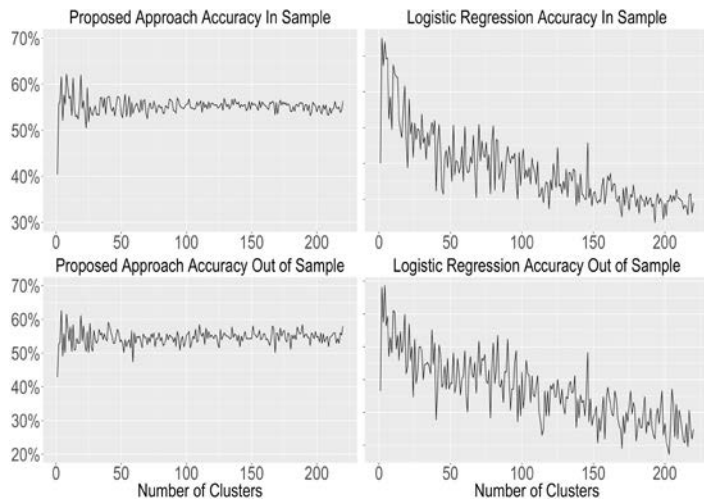 Proposed Approach Accuracy In Sample
Logistic Regression Accuracy In Sample
70%
60%
50%
40%
30%
0 50 100 150 200
0 50 100 150 200
Proposed Approach Accuracy Out of Sample
Logistic Regression Accuracy Out of Sample
70%
60%
50%
40%
30%
20%
0 50 100 150 200
0 50 100 150 200
Number of Clusters
Number of Clusters